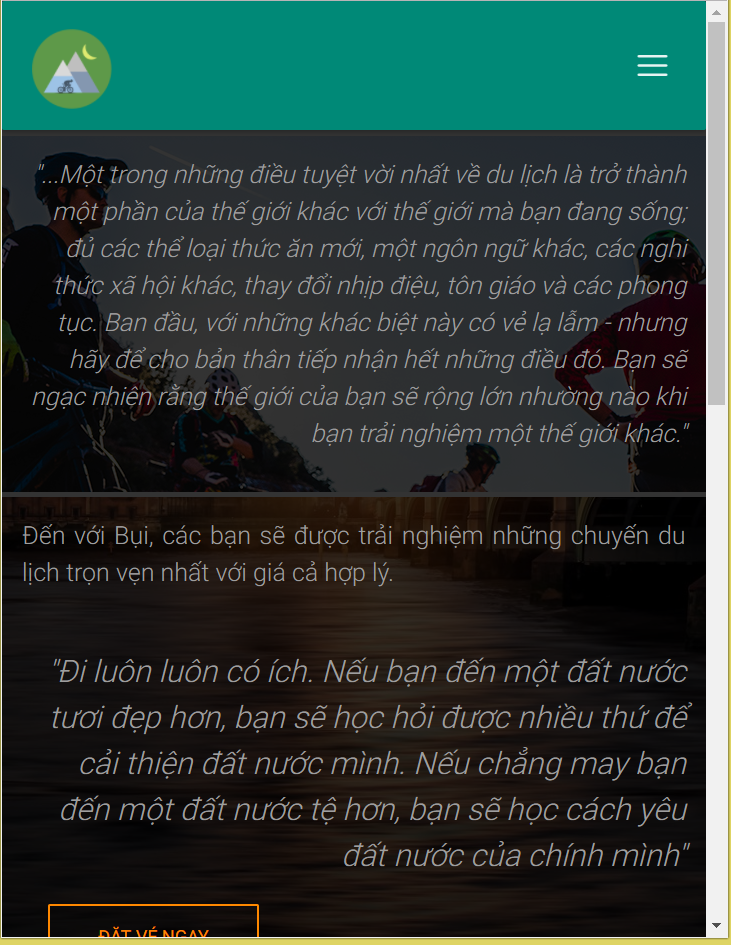 "...Một trong những điều tuyệt vời nhất về du lịch là trở thành
một phần của thế giới khác với thế giới mà bạn đang sống;
đủ các thể loại thức ăn mới, một ngôn ngữ khác, các nghi
thức xã hội khác, thay đổi nhịp điệu, tôn giáo và các phong
tục. Ban đầu, với những khác biệt này có vẻ lạ lẫm - nhưng
hãy để cho bản thân tiếp nhận hết những điều đó. Bạn sẽ
ngạc nhiên rằng thế giới của bạn sẽ rộng lớn nhường nào khi
bạn trải nghiệm một thế giới khác."
Đến với Bụi, các bạn sẽ được trải nghiệm những chuyến du
lịch trọn vẹn nhất với giá cả hợp lý.
"Đi luôn luôn có ích. Nếu bạn đến một đất nước
tươi đẹp hơn, bạn sẽ học hỏi được nhiều thứ để
cải thiện đất nước mình. Nếu chẳng may bạn
đến một đất nước tệ hơn, bạn sẽ học cách yêu
đất nước của chính mình"
ĐẶT VÉ NGAY